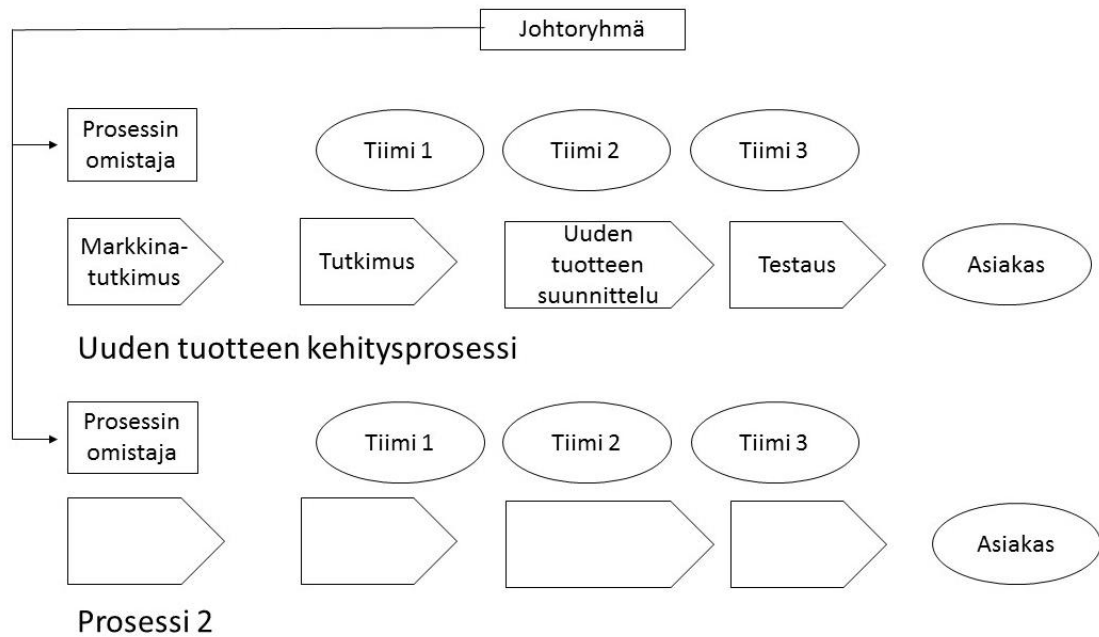 Johtoryhmä
Prosessin
omistaja
Tiimi 1
Tiimi 2
Tiimi 3
Markkina-
tutkimus
Tutkimus
Uuden
tuotteen
suunnittelu
Testaus
Asiakas
Uuden tuotteen kehitysprosessi
Prosessin
omistaja
Tiimi 1
Tiimi 2
Tiimi 3
Asiakas
Prosessi 2